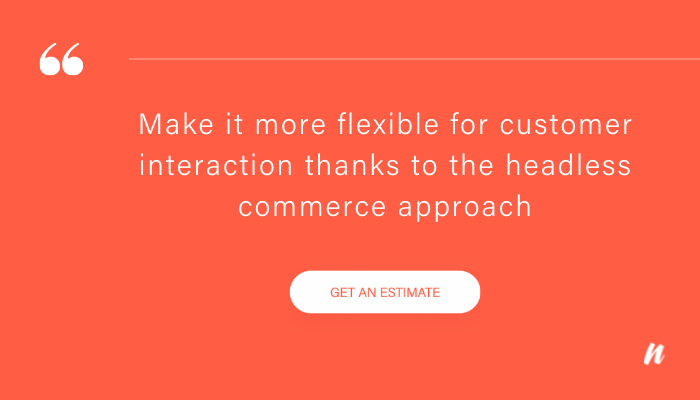 “
Make it more flexible for customer
interaction thanks to the headless
commerce approach
GET AN ESTIMATE
n